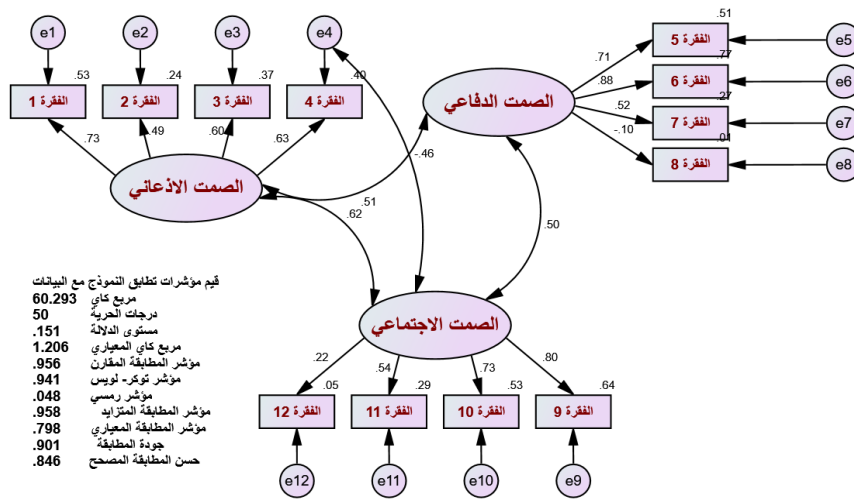 e1 e2 e3 e4
.53 .24 .37 .40
الفقرة 1 الفقرة 2 الفقرة 3 الفقرة 4
.73 .49 .60 .63
الصمت الاذعاني
.51
الفقرة 5
e5
.71
.77
الفقرة 6
e6
.88
.27
الفقرة 7
e7
.52
.01
الفقرة 8
e8
-.10
الصمت الدفاعي
-.46
.51
.62
.50
الصمت الاجتماعي
.22 .54 .73 .80
.05 .29 .53 .64
الفقرة 12 الفقرة 11 الفقرة 10 الفقرة 9
e12 e11 e10 e9
قيم مؤشرات تطابق النموذج مع البيانات
مربع كاي 60.293
درجات الحرية 50
مستوى الدلالة .151
مربع كاي المعياري 1.206
مؤشر المطابقة المقارن .956
مؤشر توكر- لويس .941
مؤشر رمسي .048
مؤشر المطابقة المتزايد .958
مؤشر المطابقة المعياري .798
جودة المطابقة .901
حسن المطابقة المصحح .846